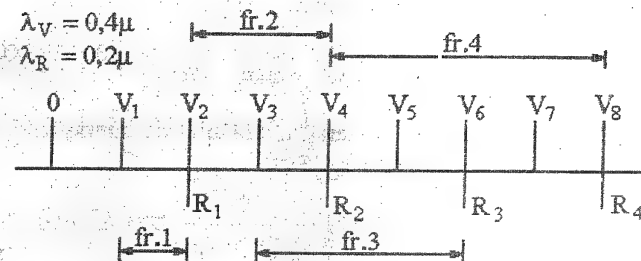 λV = 0,4μ
λR = 0,2μ
fr.2
fr.4
0 V1 V2 V3 V4 V5 V6 V7 V8
R1 R2 R3 R4
fr.1 fr.3